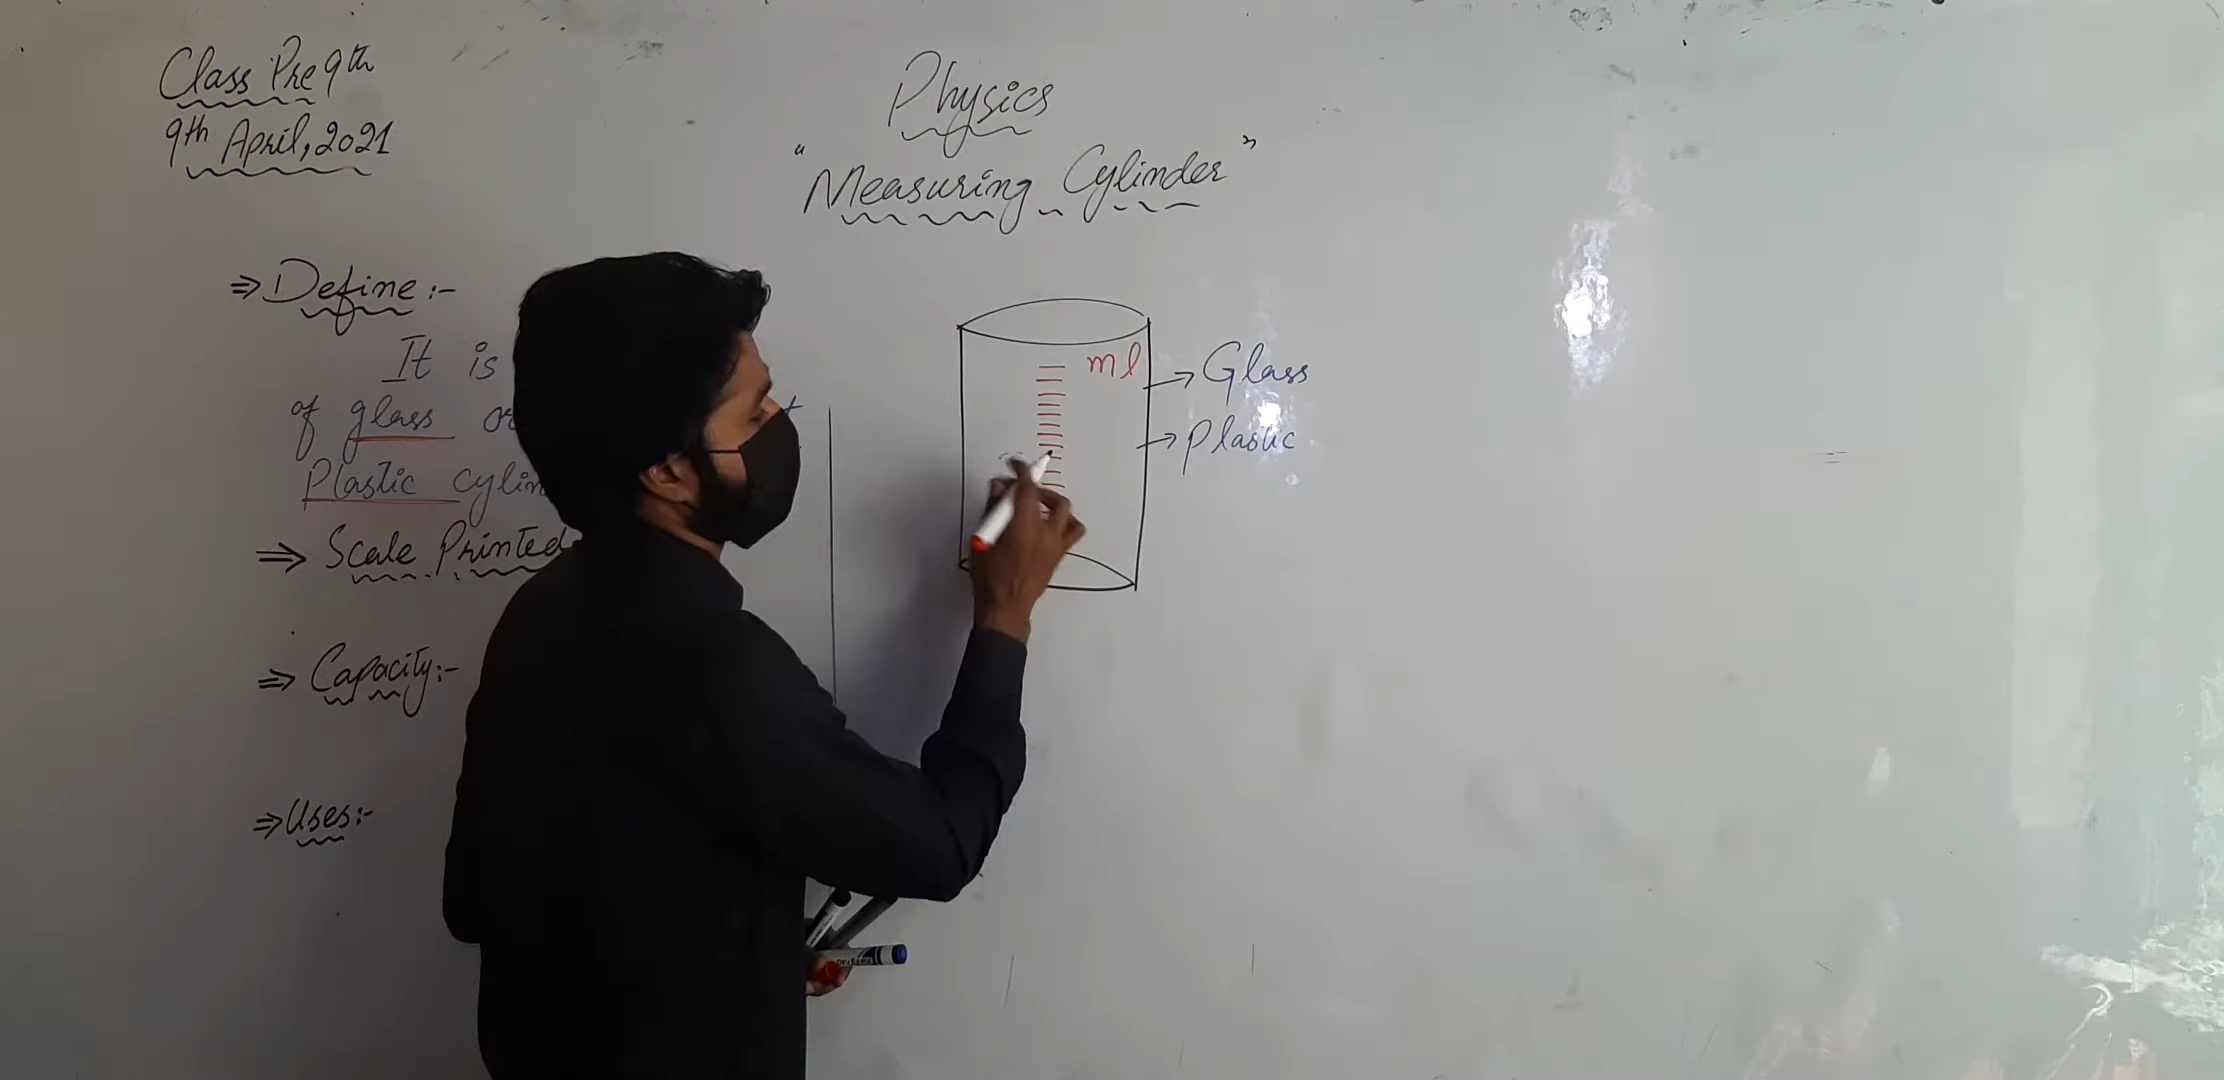 Class Pre 9th
9th April, 2021
Physics
"Measuring Cylinder"
⇒ Define :-
It is
of glass or
Plastic
⇒ Scale Printed
⇒ Capacity:-
⇒ Uses:-
ml
→ Glass
→ Plastic